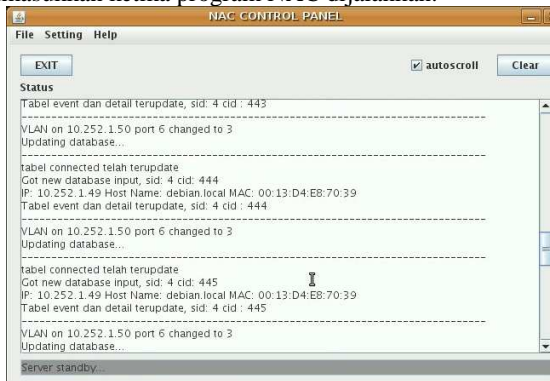 program NAC dijalankan.
NAC CONTROL PANEL
File Setting Help
EXIT
autoscroll
Clear
Status
Tabel event dan detail terupdate, sid: 4 cid : 443
VLAN on 10.252.1.50 port 6 changed to 3
Updating database...
tabel connected telah terupdate
Got new database input, sid: 4 cid: 444
IP: 10.252.1.49 Host Name: debian.local MAC: 00:13:D4:E8:70:39
Tabel event dan detail terupdate, sid: 4 cid : 444
VLAN on 10.252.1.50 port 6 changed to 3
Updating database...
tabel connected telah terupdate
Got new database input, sid: 4 cid: 445
IP: 10.252.1.49 Host Name: debian.local MAC: 00:13:D4:E8:70:39
Tabel event dan detail terupdate, sid: 4 cid : 445
VLAN on 10.252.1.50 port 6 changed to 3
Updating database...
Server standby...